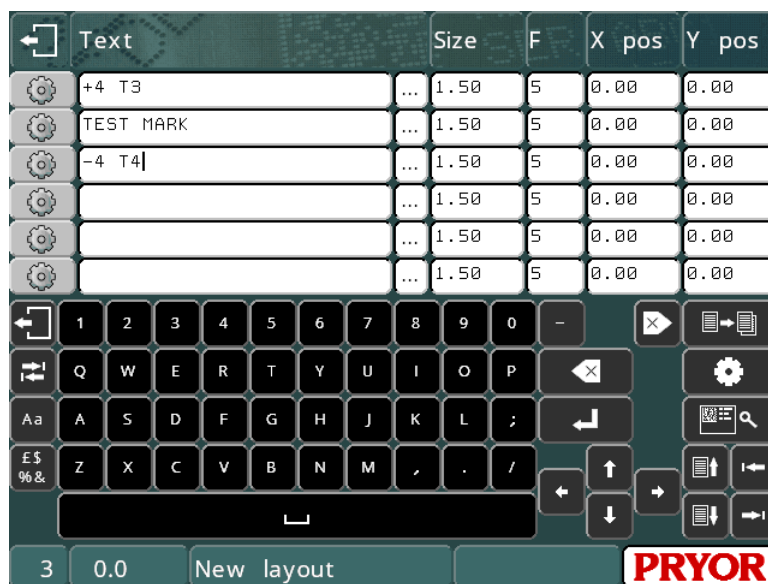 Text Size F X pos Y pos
+4 T3 ... 1.50 5 0.00 0.00
TEST MARK ... 1.50 5 0.00 0.00
-4 T4 ... 1.50 5 0.00 0.00
... 1.50 5 0.00 0.00
... 1.50 5 0.00 0.00
... 1.50 5 0.00 0.00
1 2 3 4 5 6 7 8 9 0 -
Q W E R T Y U I O P
Aa A S D F G H J K L ;
£$
%& Z X C V B N M , . /
3 0.0 New layout PRYOR